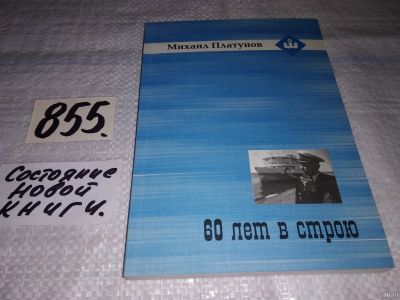 Михаил Платунов
855.
Состояние
новой
книги.
60 лет в строю